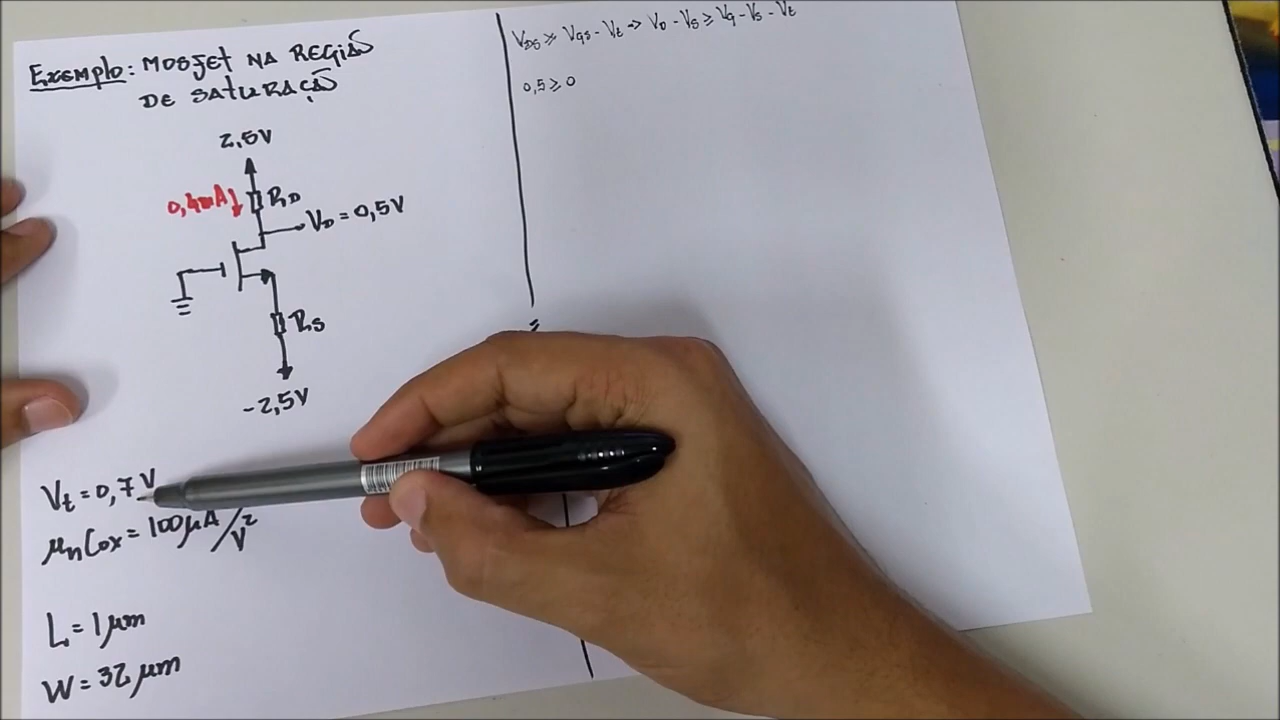 Exemplo: MOSFET NA REGIÃO
DE SATURAÇÃO
2,5V
0,4mA
RD
VD = 0,5V
RS
-2,5V
Vt = 0,7V
μnCox = 100μA/V²
L = 1μm
W = 32μm
VDS ≥ VGS - Vt → VD - VS ≥ Vg - VS - Vt
0,5 ≥ 0